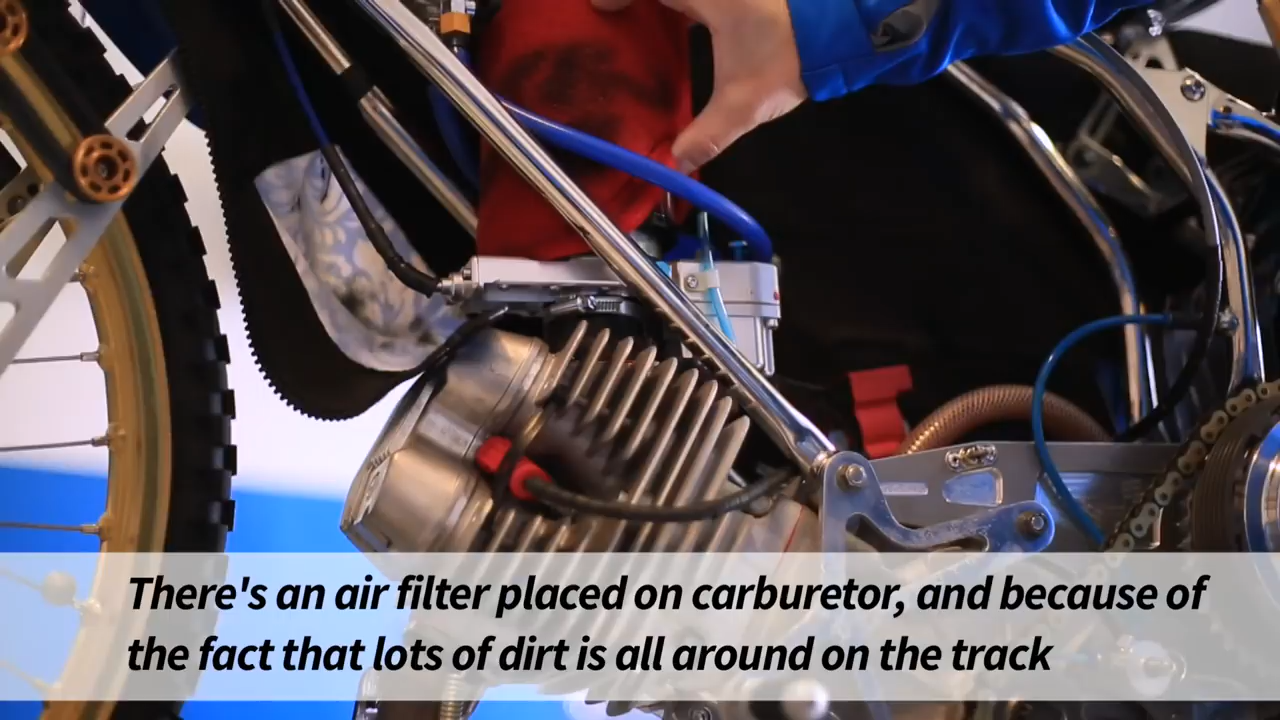 There's an air filter placed on carburetor, and because of
the fact that lots of dirt is all around on the track